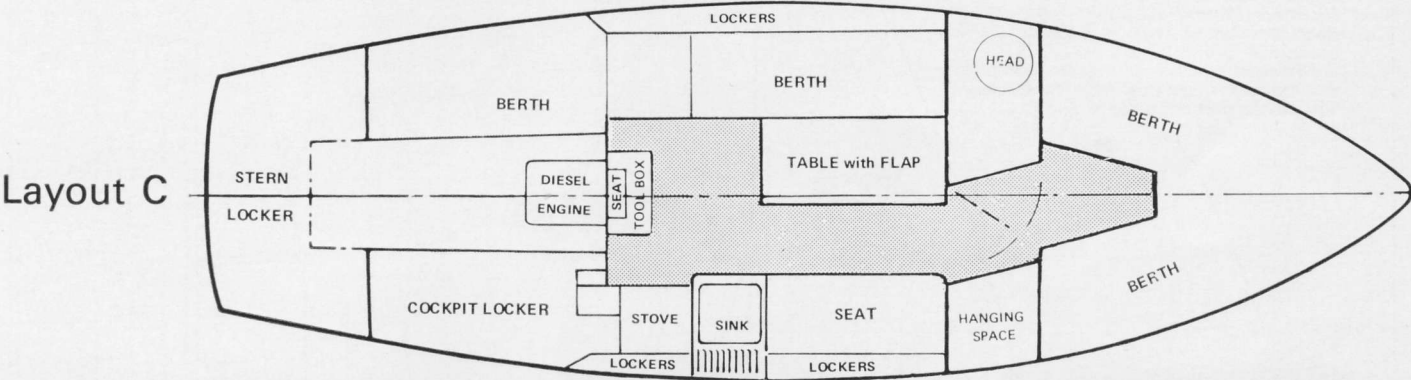 Layout C
LOCKERS
HEAD
BERTH
BERTH
BERTH
TABLE with FLAP
STERN
LOCKER
DIESEL
ENGINE
SEAT
TOOL BOX
COCKPIT LOCKER
STOVE
SINK
SEAT
HANGING
SPACE
BERTH
LOCKERS
LOCKERS